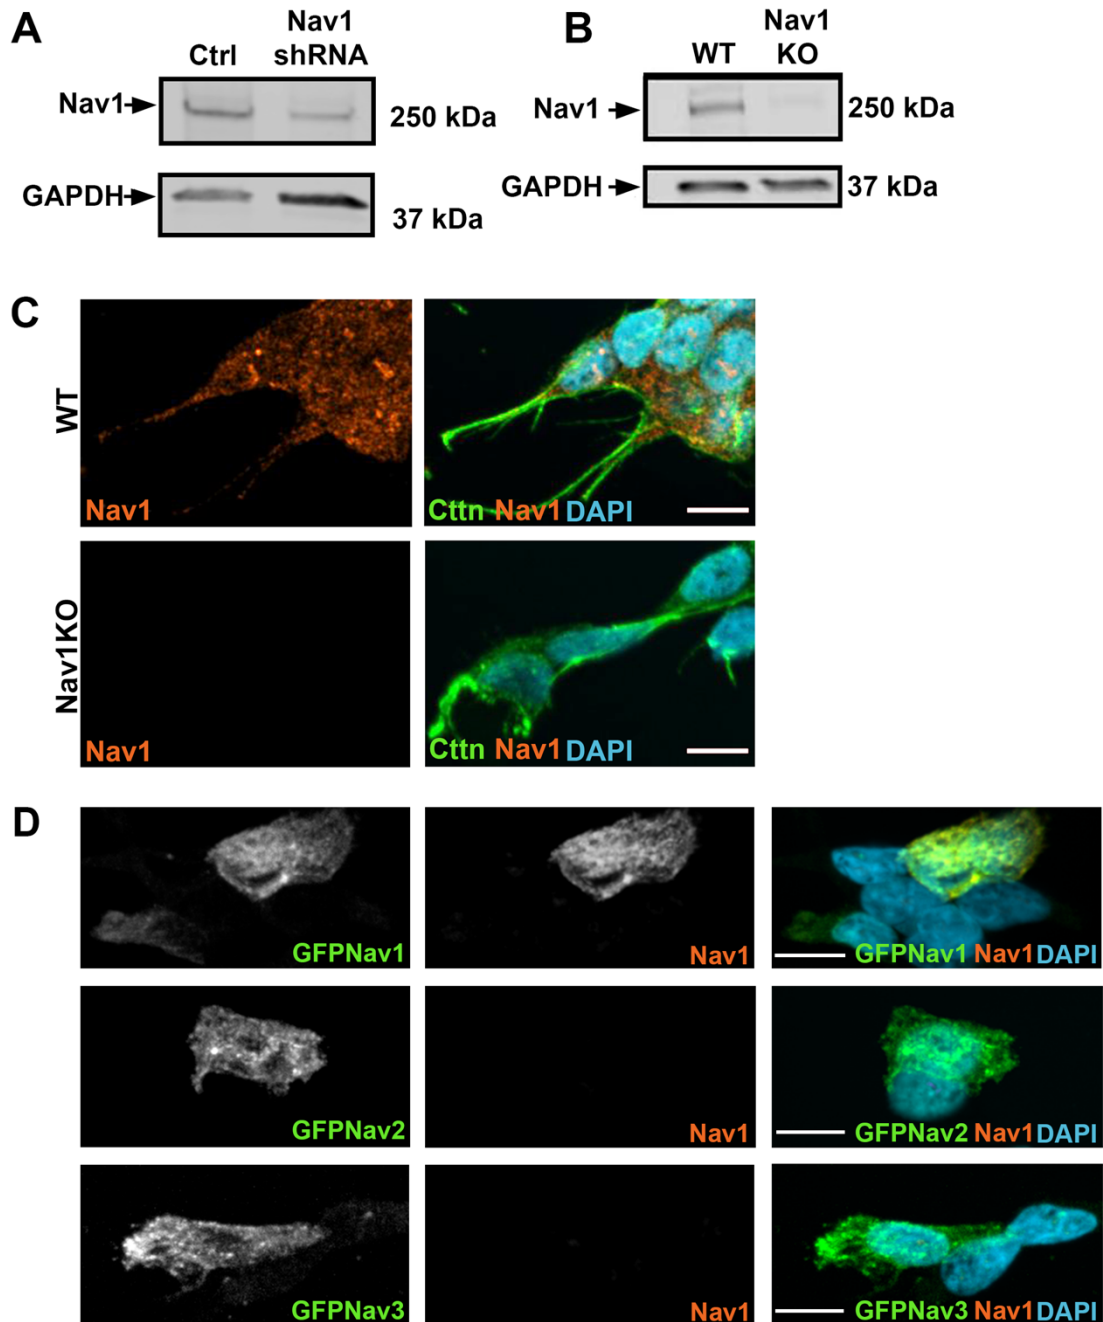 A
Ctrl
Nav1
shRNA
Nav1
250 kDa
GAPDH
37 kDa
B
WT
Nav1
KO
Nav1
250 kDa
GAPDH
37 kDa
C
WT
Nav1
Cttn Nav1 DAPI
Nav1KO
Nav1
Cttn Nav1 DAPI
D
GFPNav1
Nav1
GFPNav1 Nav1 DAPI
GFPNav2
Nav1
GFPNav2 Nav1 DAPI
GFPNav3
Nav1
GFPNav3 Nav1 DAPI